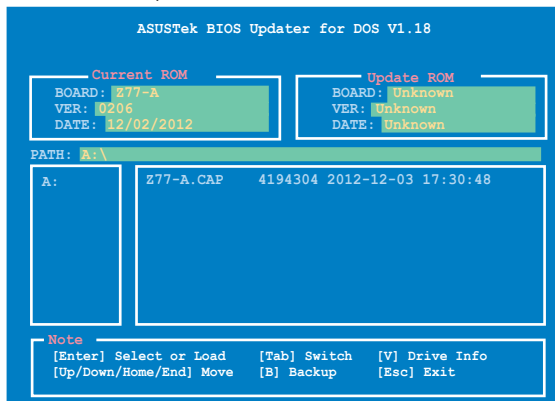 ASUSTek BIOS Updater for DOS V1.18
Current ROM
BOARD: Z77-A
VER: 0206
DATE: 12/02/2012
Update ROM
BOARD: Unknown
VER: Unknown
DATE: Unknown
PATH: A:\
A:
Z77-A.CAP 4194304 2012-12-03 17:30:48
Note
[Enter] Select or Load [Tab] Switch [V] Drive Info
[Up/Down/Home/End] Move [B] Backup [Esc] Exit